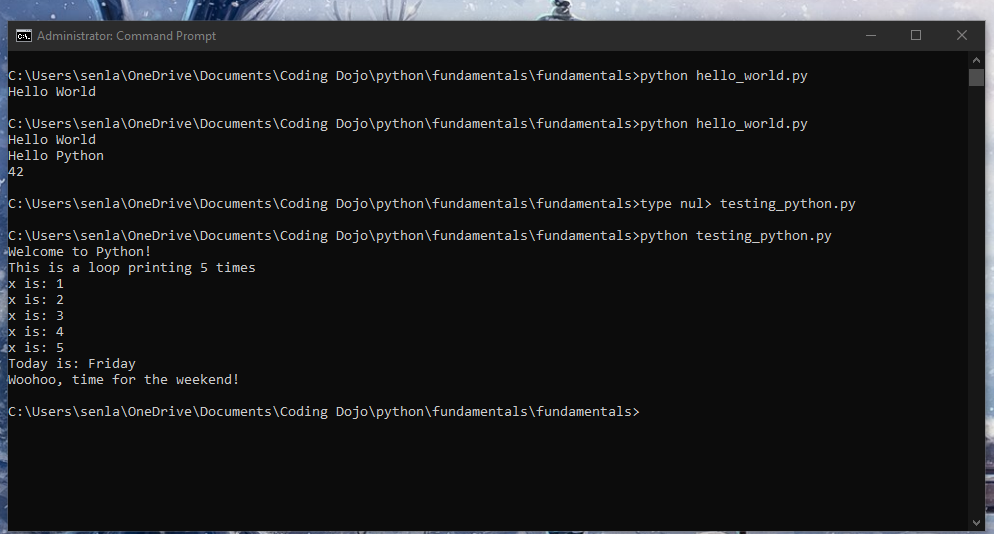 Administrator: Command Prompt
C:\Users\senla\OneDrive\Documents\Coding Dojo\python\fundamentals\fundamentals>python hello_world.py
Hello World
C:\Users\senla\OneDrive\Documents\Coding Dojo\python\fundamentals\fundamentals>python hello_world.py
Hello World
Hello Python
42
C:\Users\senla\OneDrive\Documents\Coding Dojo\python\fundamentals\fundamentals>type nul> testing_python.py
C:\Users\senla\OneDrive\Documents\Coding Dojo\python\fundamentals\fundamentals>python testing_python.py
Welcome to Python!
This is a loop printing 5 times
x is: 1
x is: 2
x is: 3
x is: 4
x is: 5
Today is: Friday
Woohoo, time for the weekend!
C:\Users\senla\OneDrive\Documents\Coding Dojo\python\fundamentals\fundamentals>